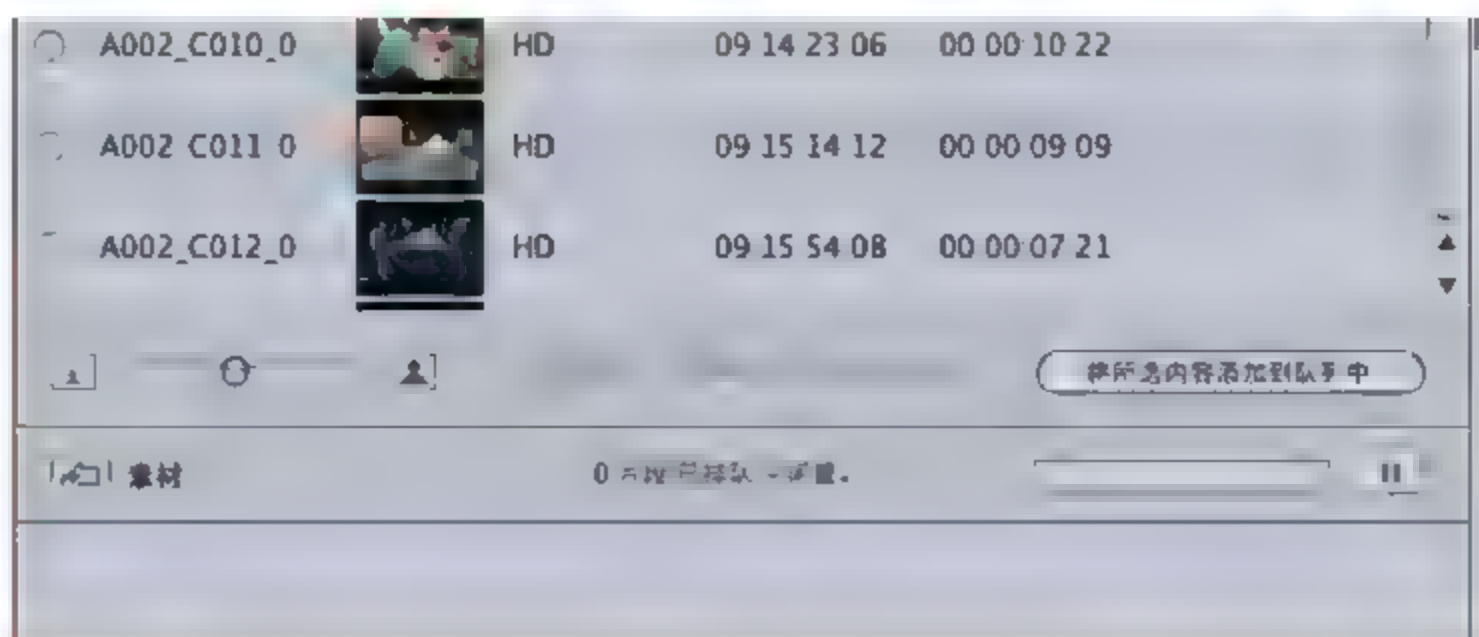 A002_C010_0 HD 09 14 23 06 00 00 10 22
A002 C011 0 HD 09 15 14 12 00 00 09 09
A002_C012_0 HD 09 15 54 08 00 00 07 21
将所选内容添加到队列中
素材 0